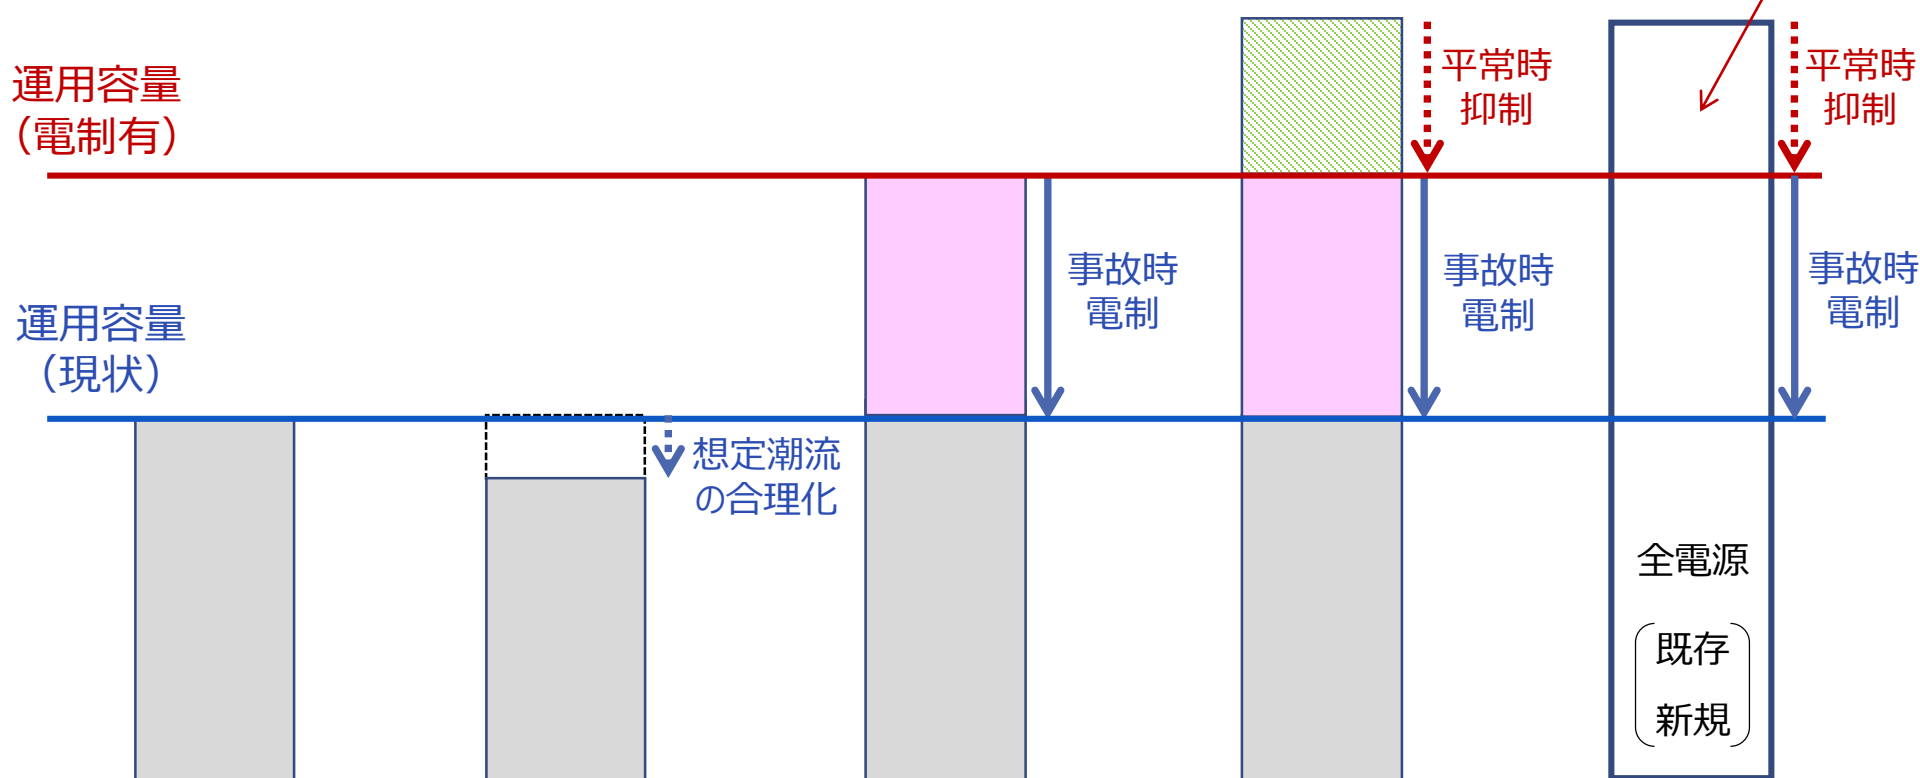 運用容量
（電制有）
平常時
抑制
平常時
抑制
運用容量
（現状）
事故時
電制
事故時
電制
事故時
電制
想定潮流
の合理化
全電源
既存
新規